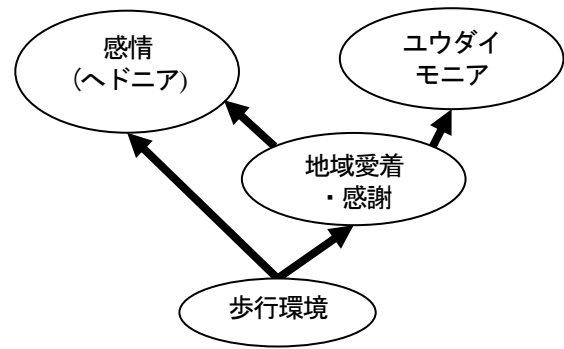 感情
（ヘドニア)
ユウダイ
モニア
地域愛着
・感謝
歩行環境